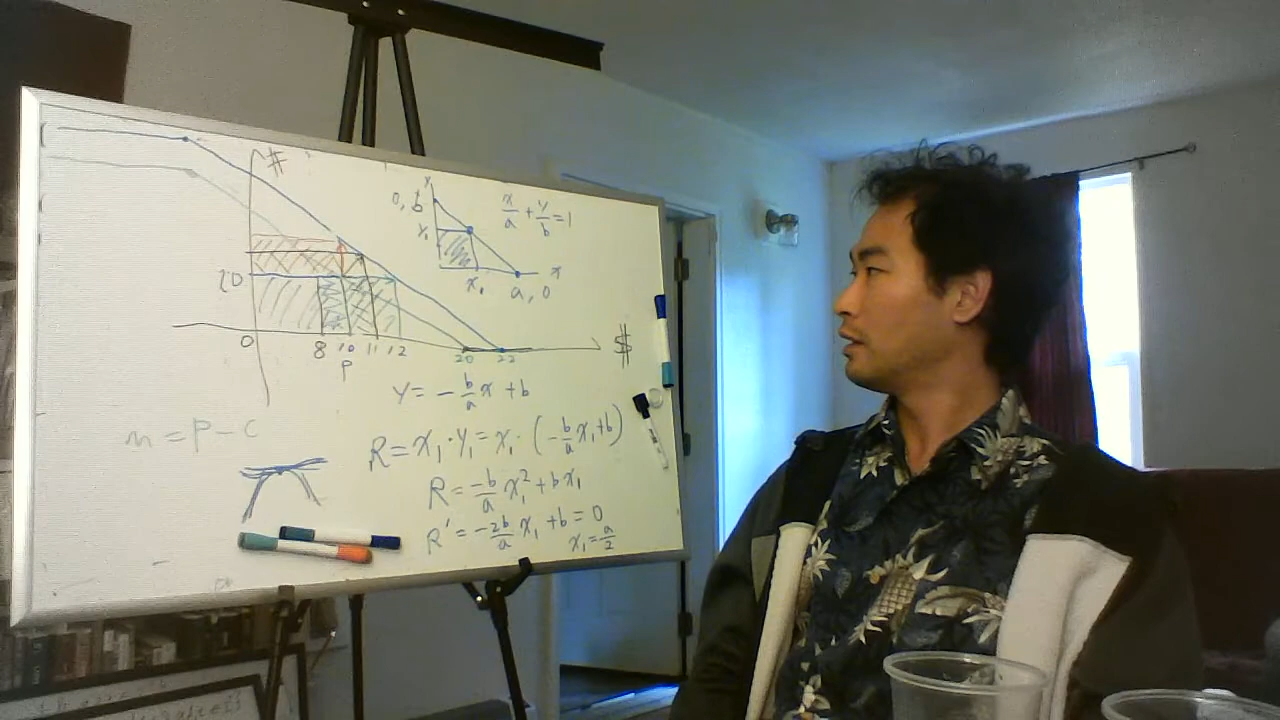 $
0, b
y
x/a + y/b = 1
y₁
20
x₁
a, 0
x
0
8
10
11
12
20
22
$
P
y = - b/a x + b
m = P - C
R = x₁ · y₁ = x₁ · (- b/a x₁ + b)
R = -b/a x₁² + b x₁
R' = - 2b/a x₁ + b = 0
x₁ = a/2